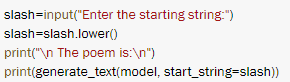 slash=input("Enter the starting string:")
slash=slash.lower()
print("\n The poem is:\n")
print(generate_text(model, start_string=slash))